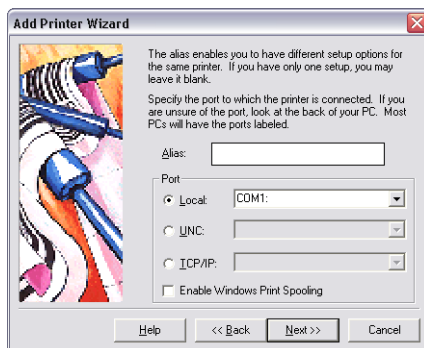 Add Printer Wizard
The alias enables you to have different setup options for
the same printer. If you have only one setup, you may
leave it blank.
Specify the port to which the printer is connected. If you
are unsure of the port, look at the back of your PC. Most
PCs will have the ports labeled.
Alias:
Port
Local: COM1:
UNC:
TCP/IP:
Enable Windows Print Spooling
Help << Back Next >> Cancel